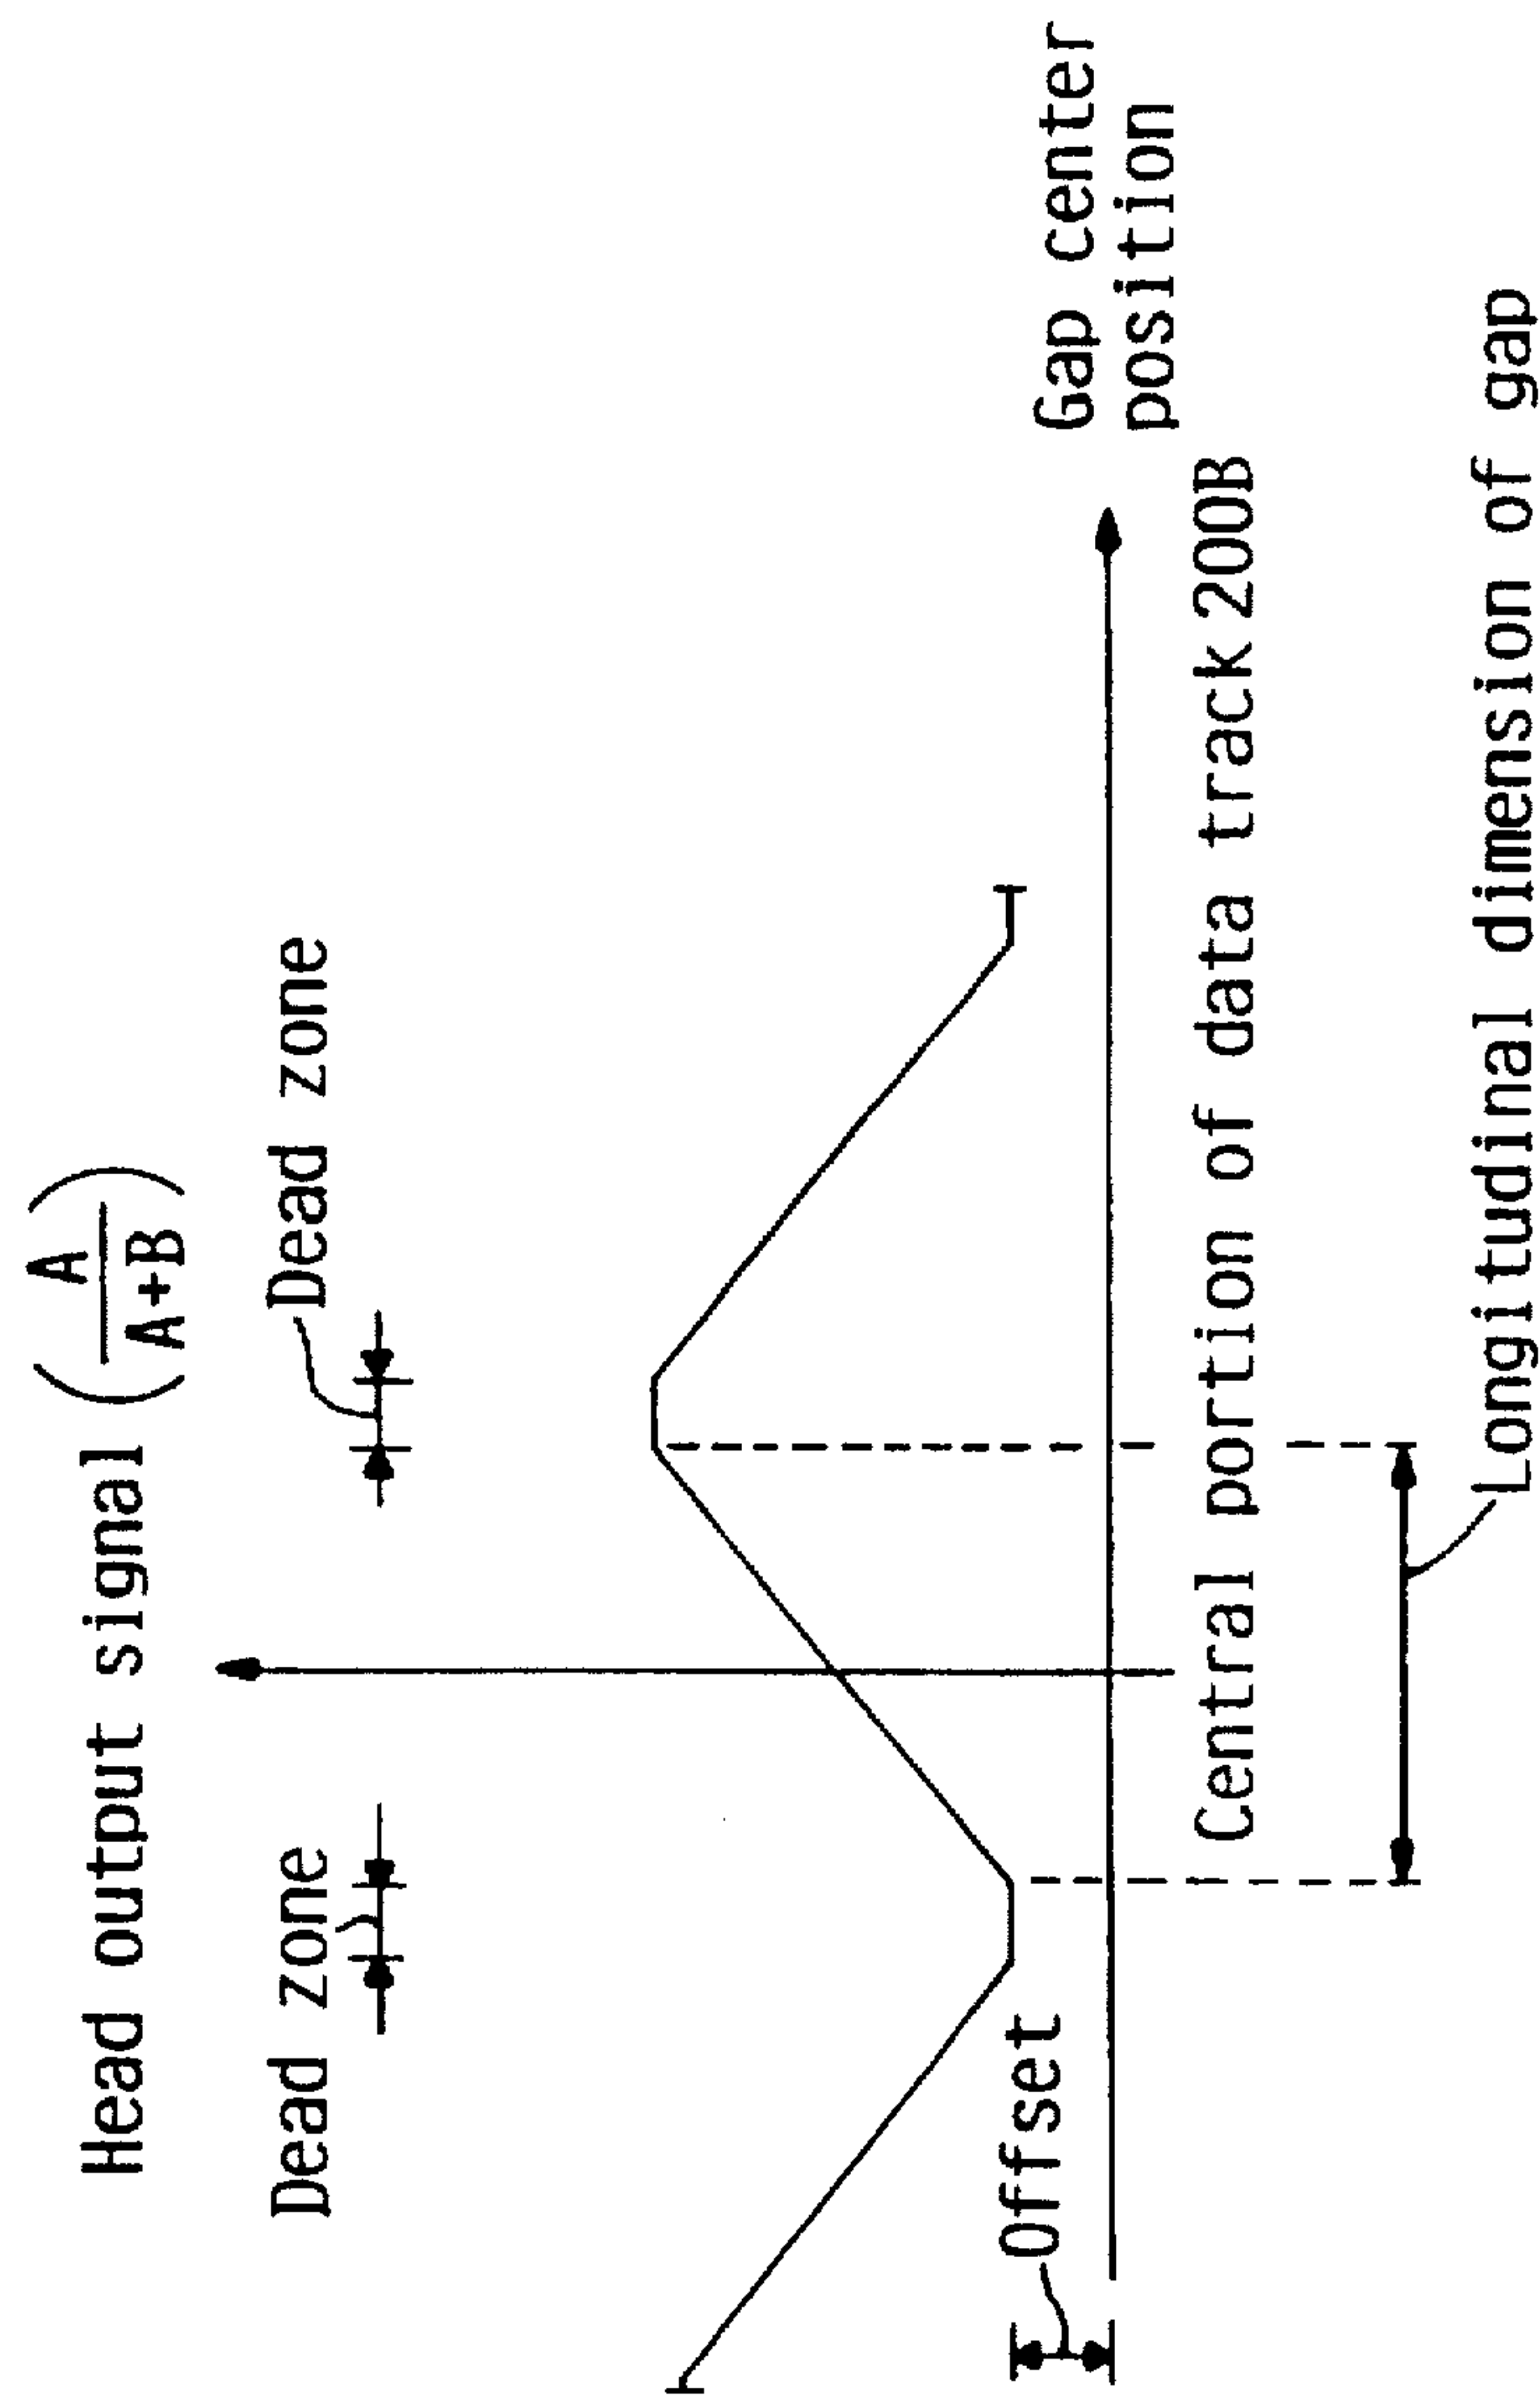 Head output signal (A/A+B)
Dead zone
Dead zone
Offset
Gap center
position
Central portion of data track 200B
Longitudinal dimension of gap